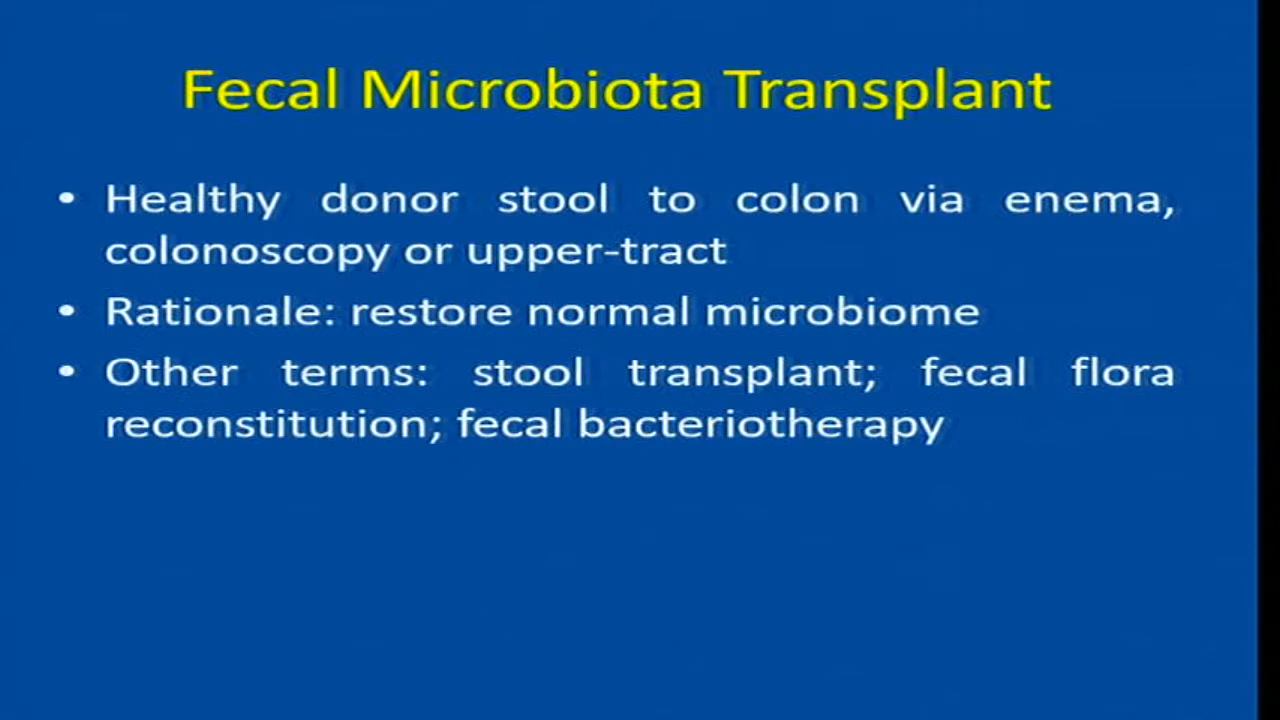 Fecal Microbiota Transplant
• Healthy donor stool to colon via enema,
colonoscopy or upper-tract
• Rationale: restore normal microbiome
• Other terms: stool transplant; fecal flora
reconstitution; fecal bacteriotherapy